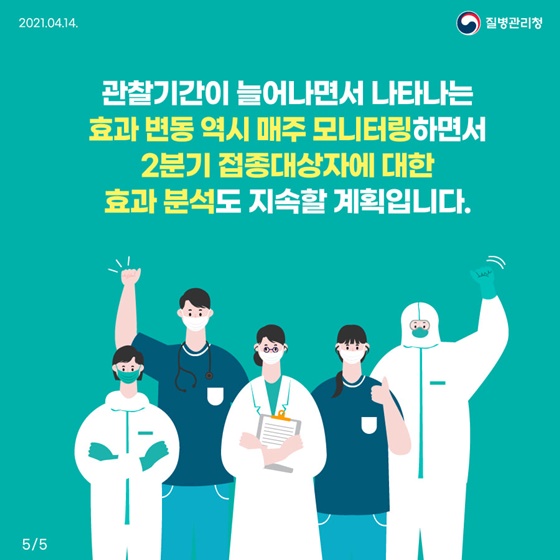 2021.04.14.
질병관리청
관찰기간이 늘어나면서 나타나는
효과 변동 역시 매주 모니터링하면서
2분기 접종대상자에 대한
효과 분석도 지속할 계획입니다.
5/5